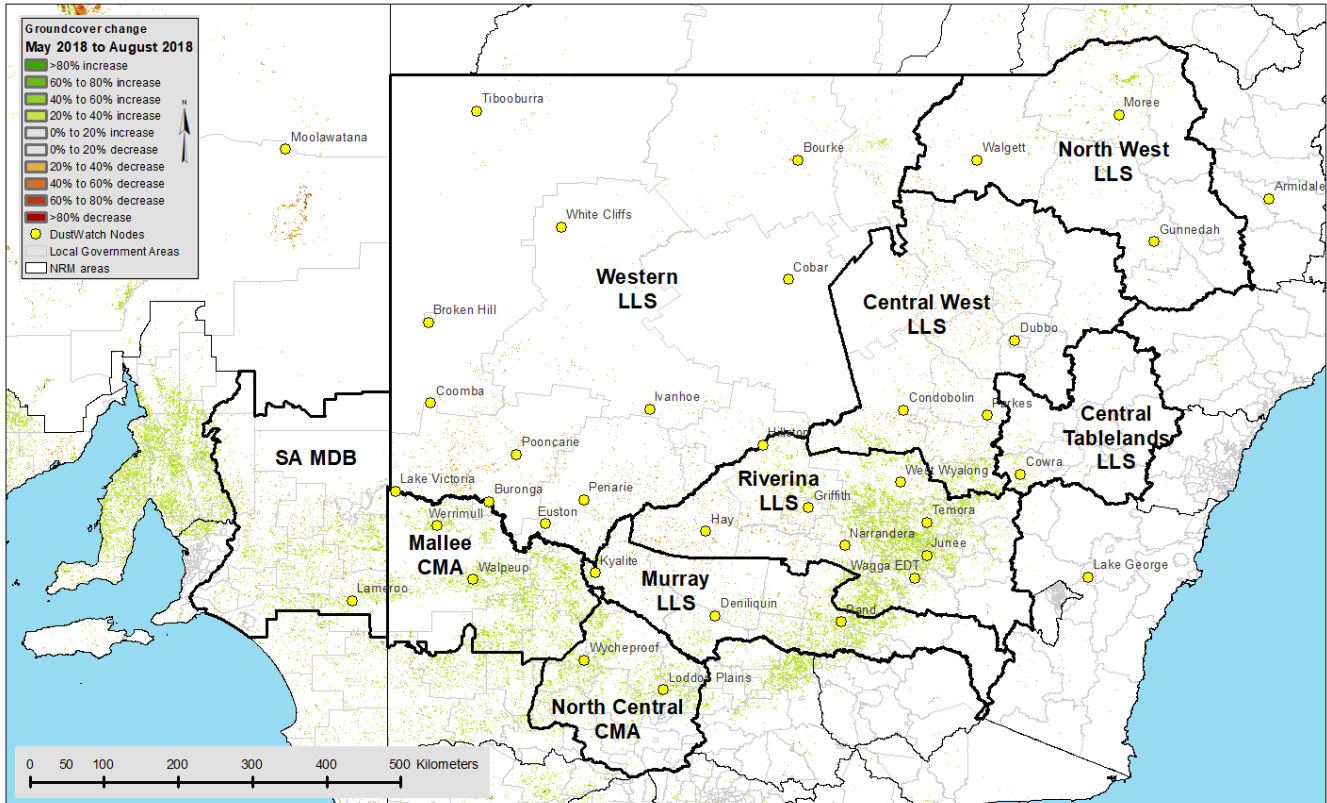 Groundcover change
May 2018 to August 2018
>80% increase
60% to 80% increase
40% to 60% increase
20% to 40% increase
0% to 20% increase
0% to 20% decrease
20% to 40% decrease
40% to 60% decrease
60% to 80% decrease
>80% decrease
DustWatch Nodes
Local Government Areas
NRM areas
N
Tibooburra
Moree
Moolawatana
Bourke
Walgett
North West
LLS
Armidale
White Cliffs
Gunnedah
Western
LLS
Cobar
Central West
LLS
Broken Hill
Dubbo
Coomba
Ivanhoe
Condobolin
Parkes
Central
Tablelands
LLS
Hillston
Pooncarie
SA MDB
Cowra
West Wyalong
Riverina
LLS
Lake Victoria
Buronga
Penarie
Griffith
Werrimull
Euston
Temora
Hay
Mallee
CMA
Narrandera
Junee
Kyalite
Walpeup
Wagga EDT
Lake George
Murray
LLS
Lameroo
Deniliquin
Rand
Wycheproof
Loddon Plains
North Central
CMA
0 50 100 200 300 400 500 Kilometers